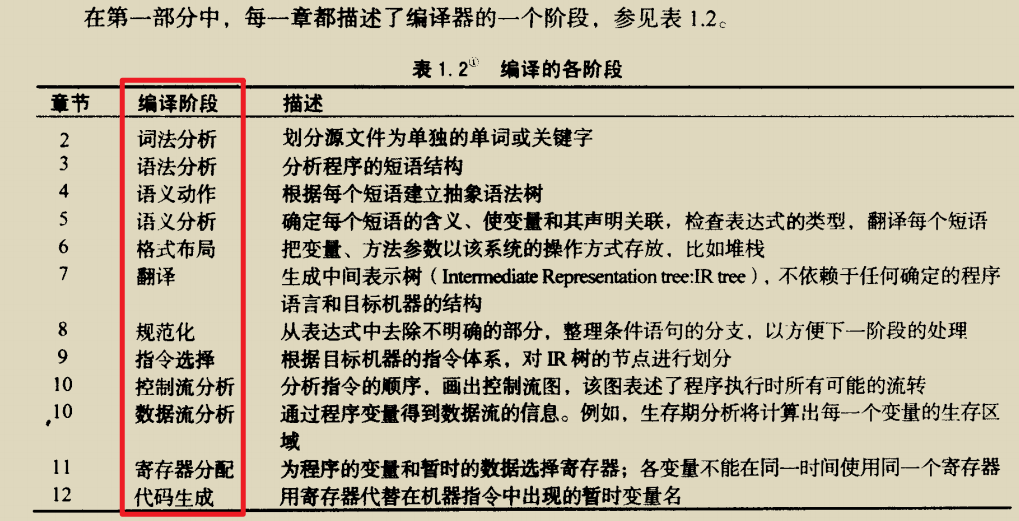 在第一部分中，每一章都描述了编译器的一个阶段，参见表 1.2。
表 1.2① 编译的各阶段
章节 编译阶段 描述
2 词法分析 划分源文件为单独的单词或关键字
3 语法分析 分析程序的短语结构
4 语义动作 根据每个短语建立抽象语法树
5 语义分析 确定每个短语的含义、使变量和其声明关联，检查表达式的类型，翻译每个短语
6 格式布局 把变量、方法参数以该系统的操作方式存放，比如堆栈
7 翻译 生成中间表示树（Intermediate Representation tree:IR tree），不依赖于任何确定的程序
语言和目标机器的结构
8 规范化 从表达式中去除不明确的部分，整理条件语句的分支，以方便下一阶段的处理
9 指令选择 根据目标机器的指令体系，对 IR 树的节点进行划分
10 控制流分析 分析指令的顺序，画出控制流图，该图表述了程序执行时所有可能的流转
10 数据流分析 通过程序变量得到数据流的信息。例如，生存期分析将计算出每一个变量的生存区
域
11 寄存器分配 为程序的变量和暂时的数据选择寄存器；各变量不能在同一时间使用同一个寄存器
12 代码生成 用寄存器代替在机器指令中出现的暂时变量名